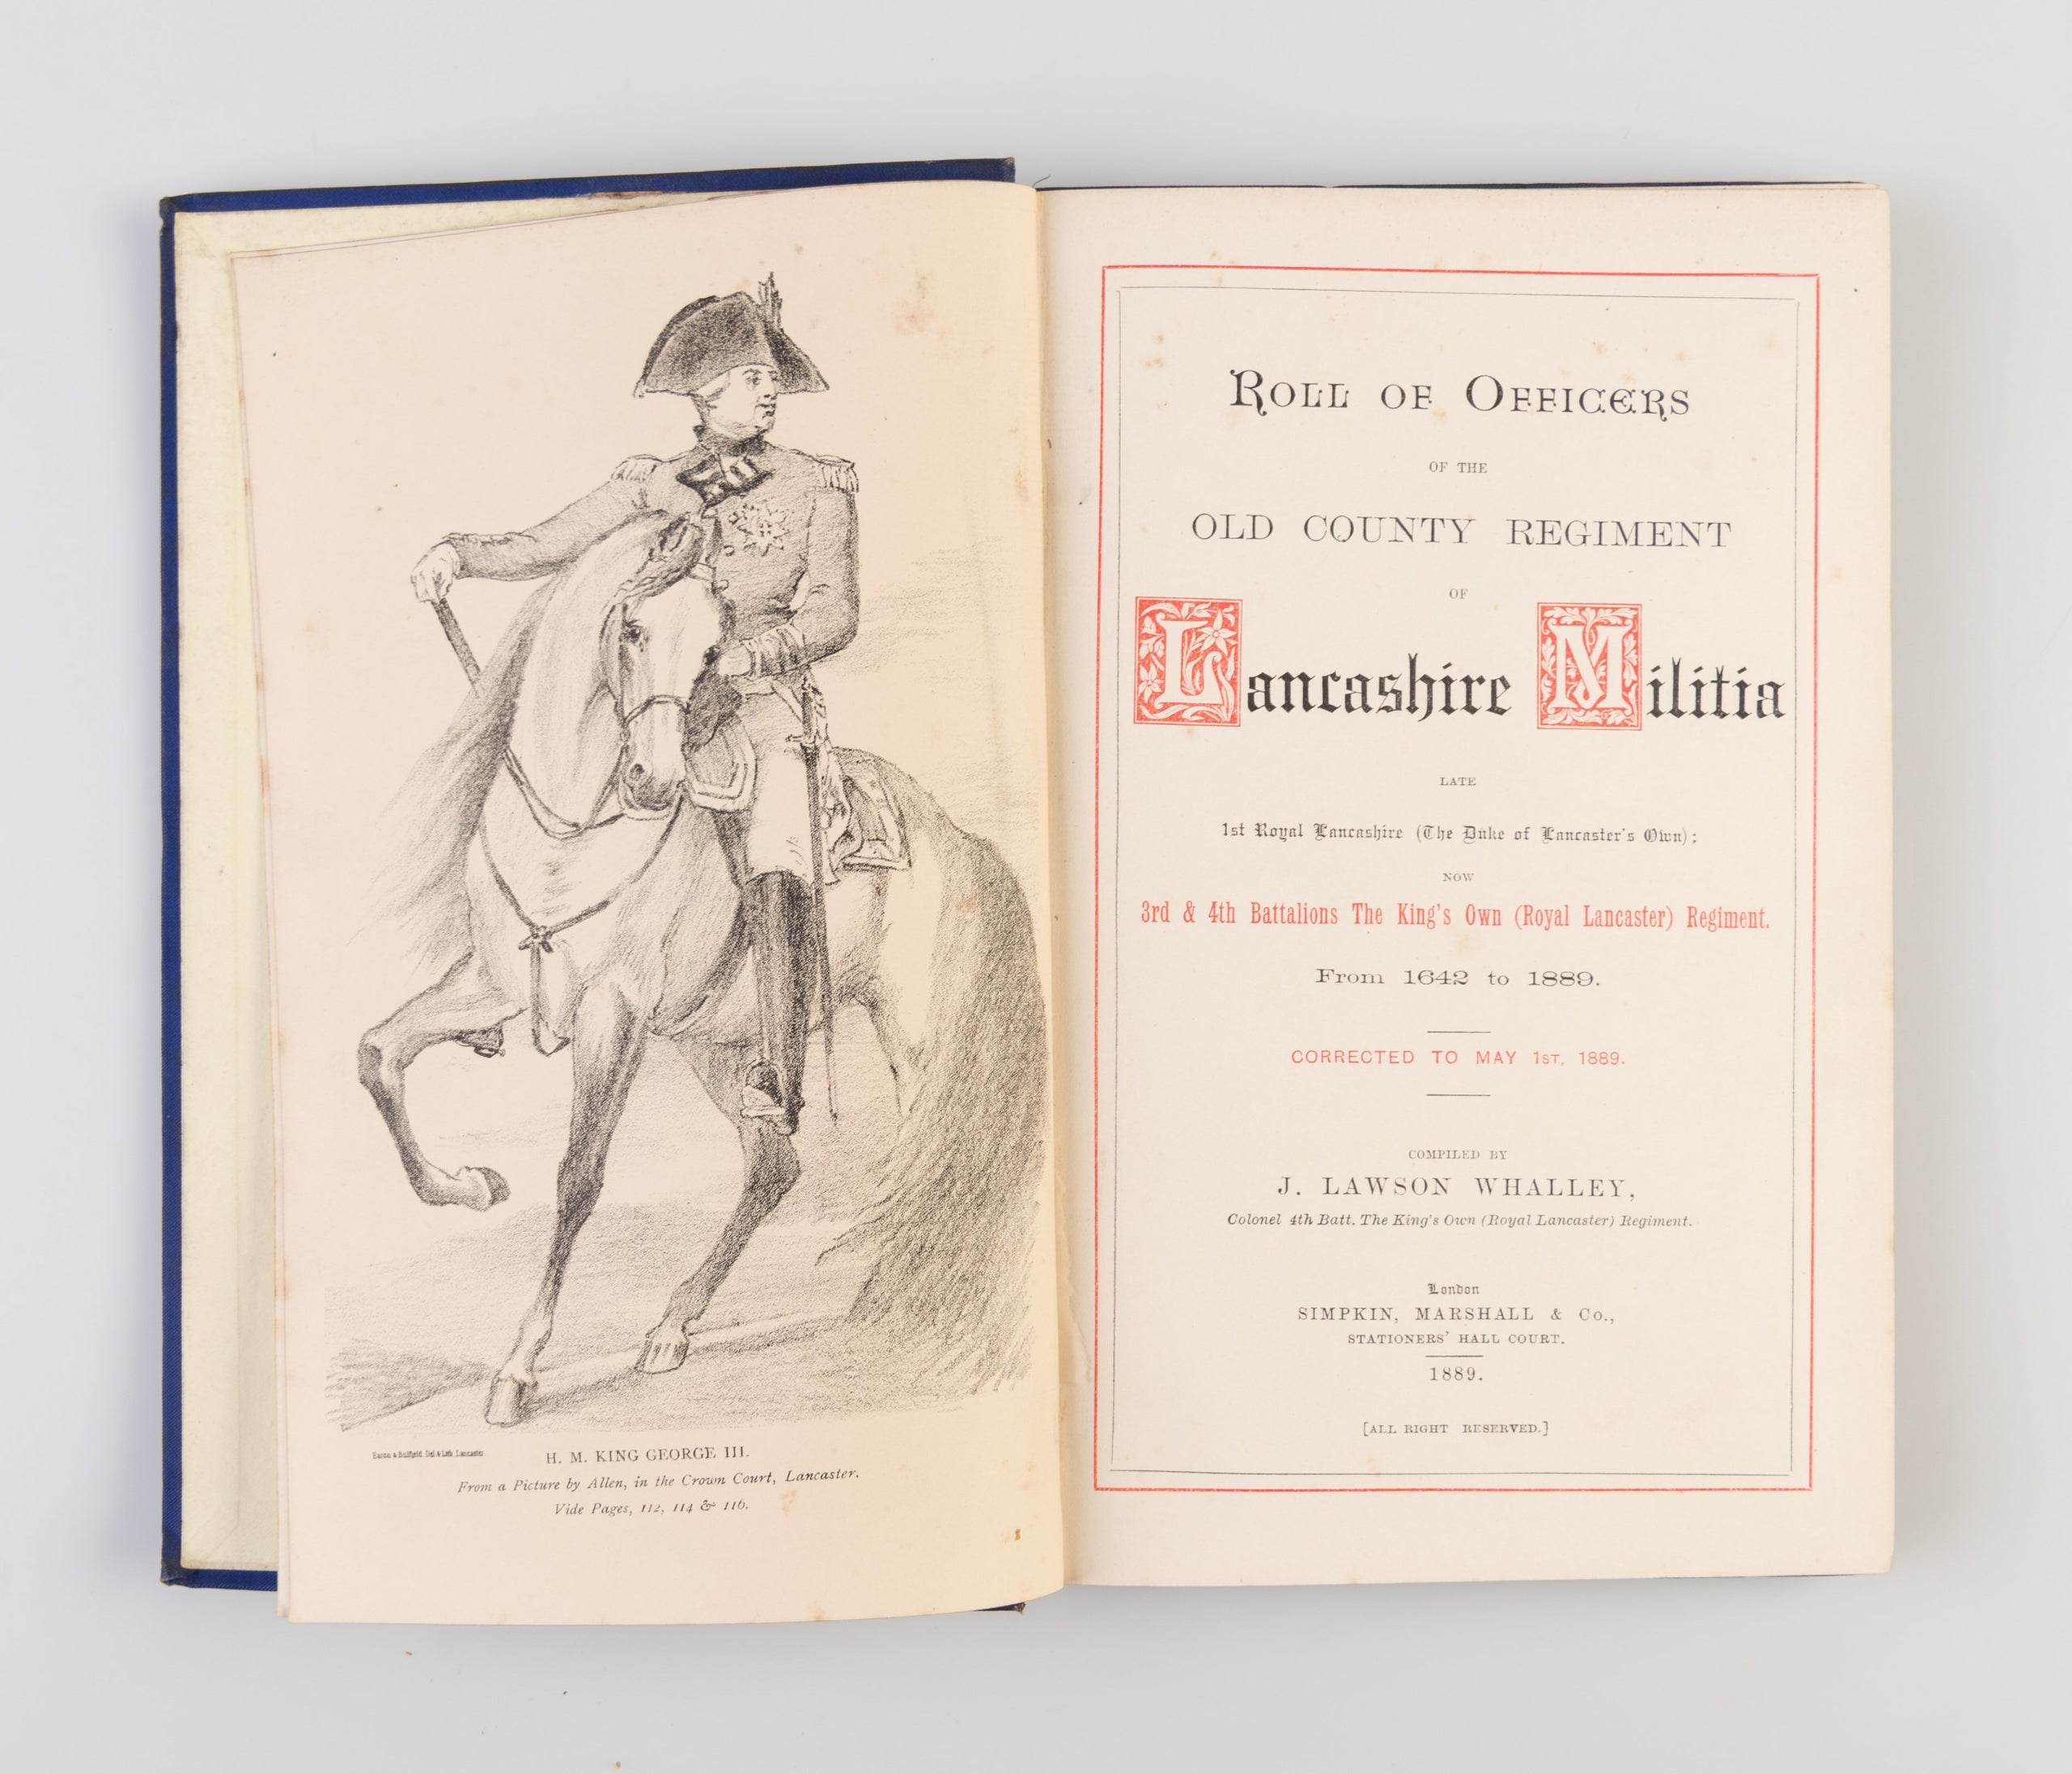 H. M. KING GEORGE III.
From a Picture by Allen, in the Crown Court, Lancaster.
Vide Pages, 112, 114 & 116.
ROLL OF OFFICERS
OF THE
OLD COUNTY REGIMENT
OF
Lancashire Militia
LATE
1st Royal Lancashire (The Duke of Lancaster's Own);
NOW
3rd & 4th Battalions The King's Own (Royal Lancaster) Regiment.
From 1642 to 1889.
CORRECTED TO MAY 1ST, 1889.
COMPILED BY
J. LAWSON WHALLEY,
Colonel 4th Batt. The King's Own (Royal Lancaster) Regiment.
London
SIMPKIN, MARSHALL & Co.,
STATIONERS' HALL COURT.
1889.
[ALL RIGHT RESERVED.]